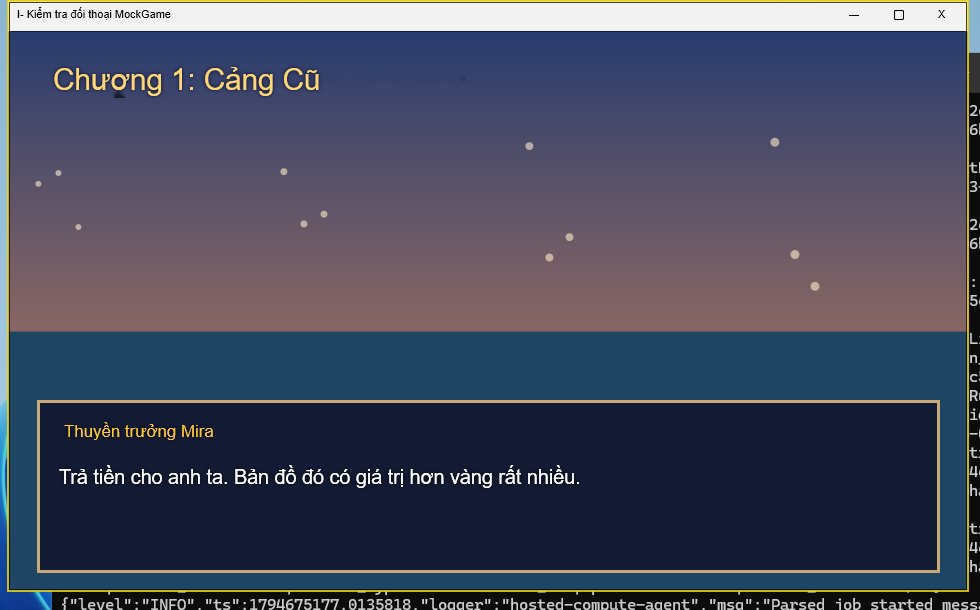 I- Kiểm tra đối thoại MockGame
Chương 1: Cảng Cũ
Thuyền trưởng Mira
Trả tiền cho anh ta. Bản đồ đó có giá trị hơn vàng rất nhiều.
{"level":"INFO","ts":1794675177.0135818,"logger":"hosted-compute-agent","msg":"Parsed job started